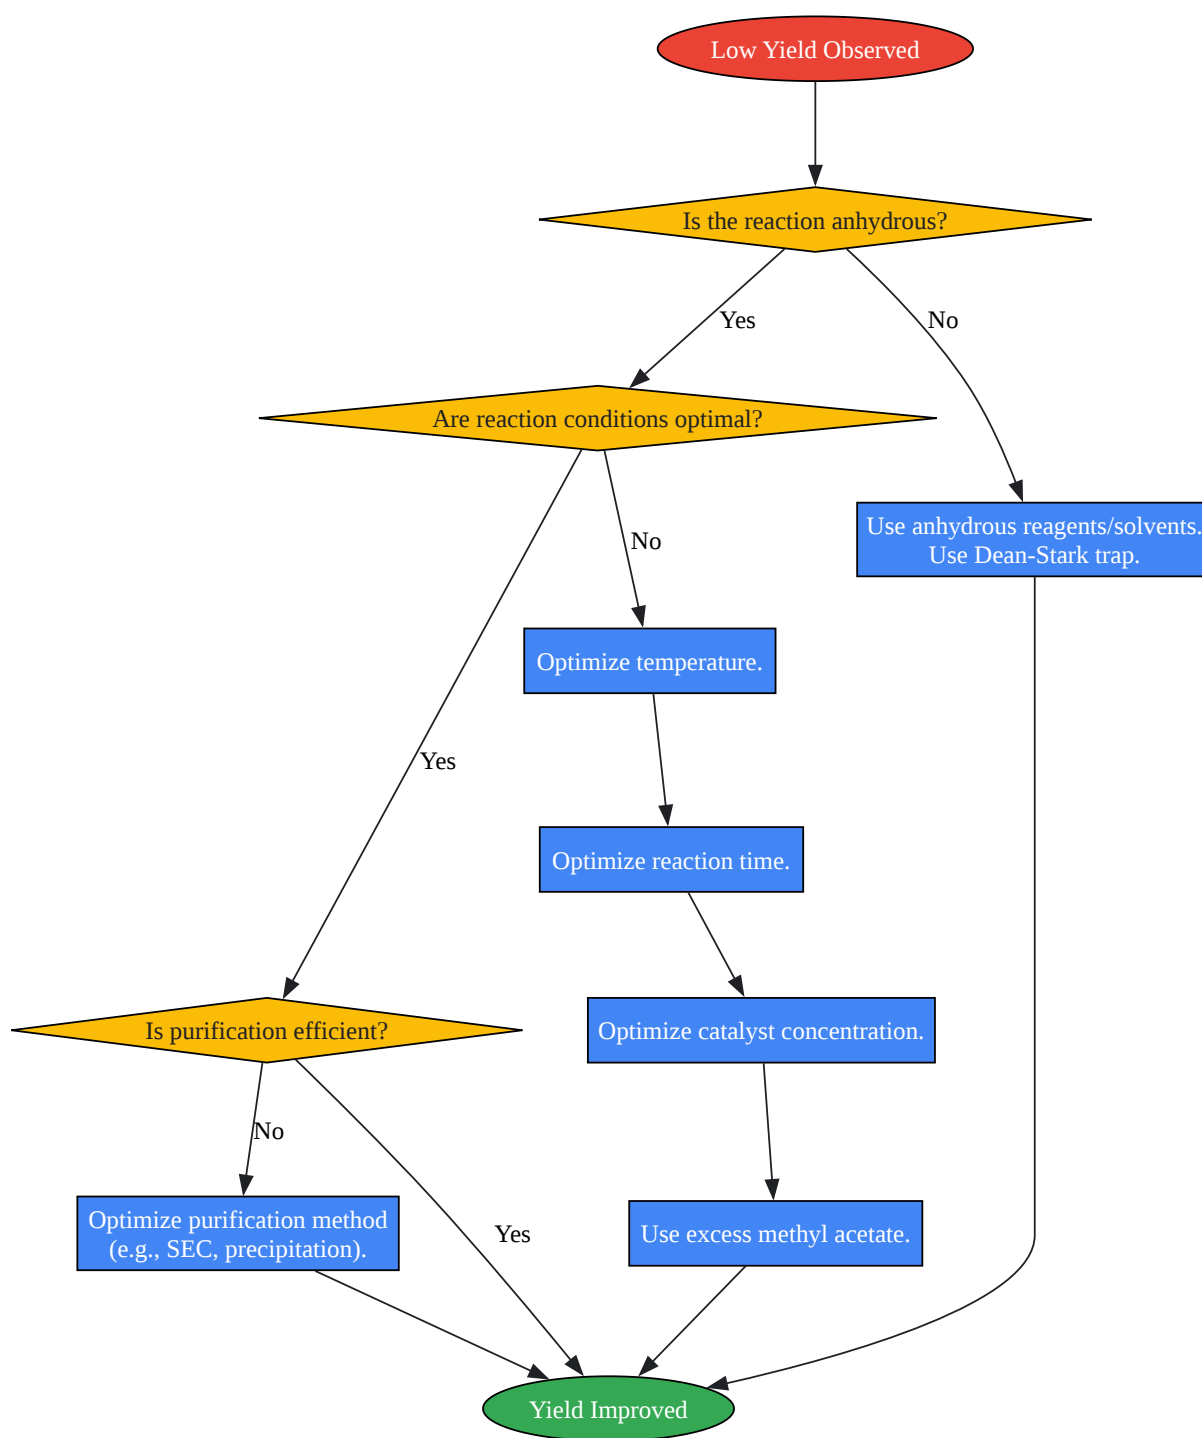 Low Yield Observed
Is the reaction anhydrous?
Yes
No
Are reaction conditions optimal?
Use anhydrous reagents/solvents.
Use Dean-Stark trap.
No
Optimize temperature.
Yes
Optimize reaction time.
Is purification efficient?
Optimize catalyst concentration.
No
Optimize purification method
(e.g., SEC, precipitation).
Yes
Use excess methyl acetate.
Yield Improved